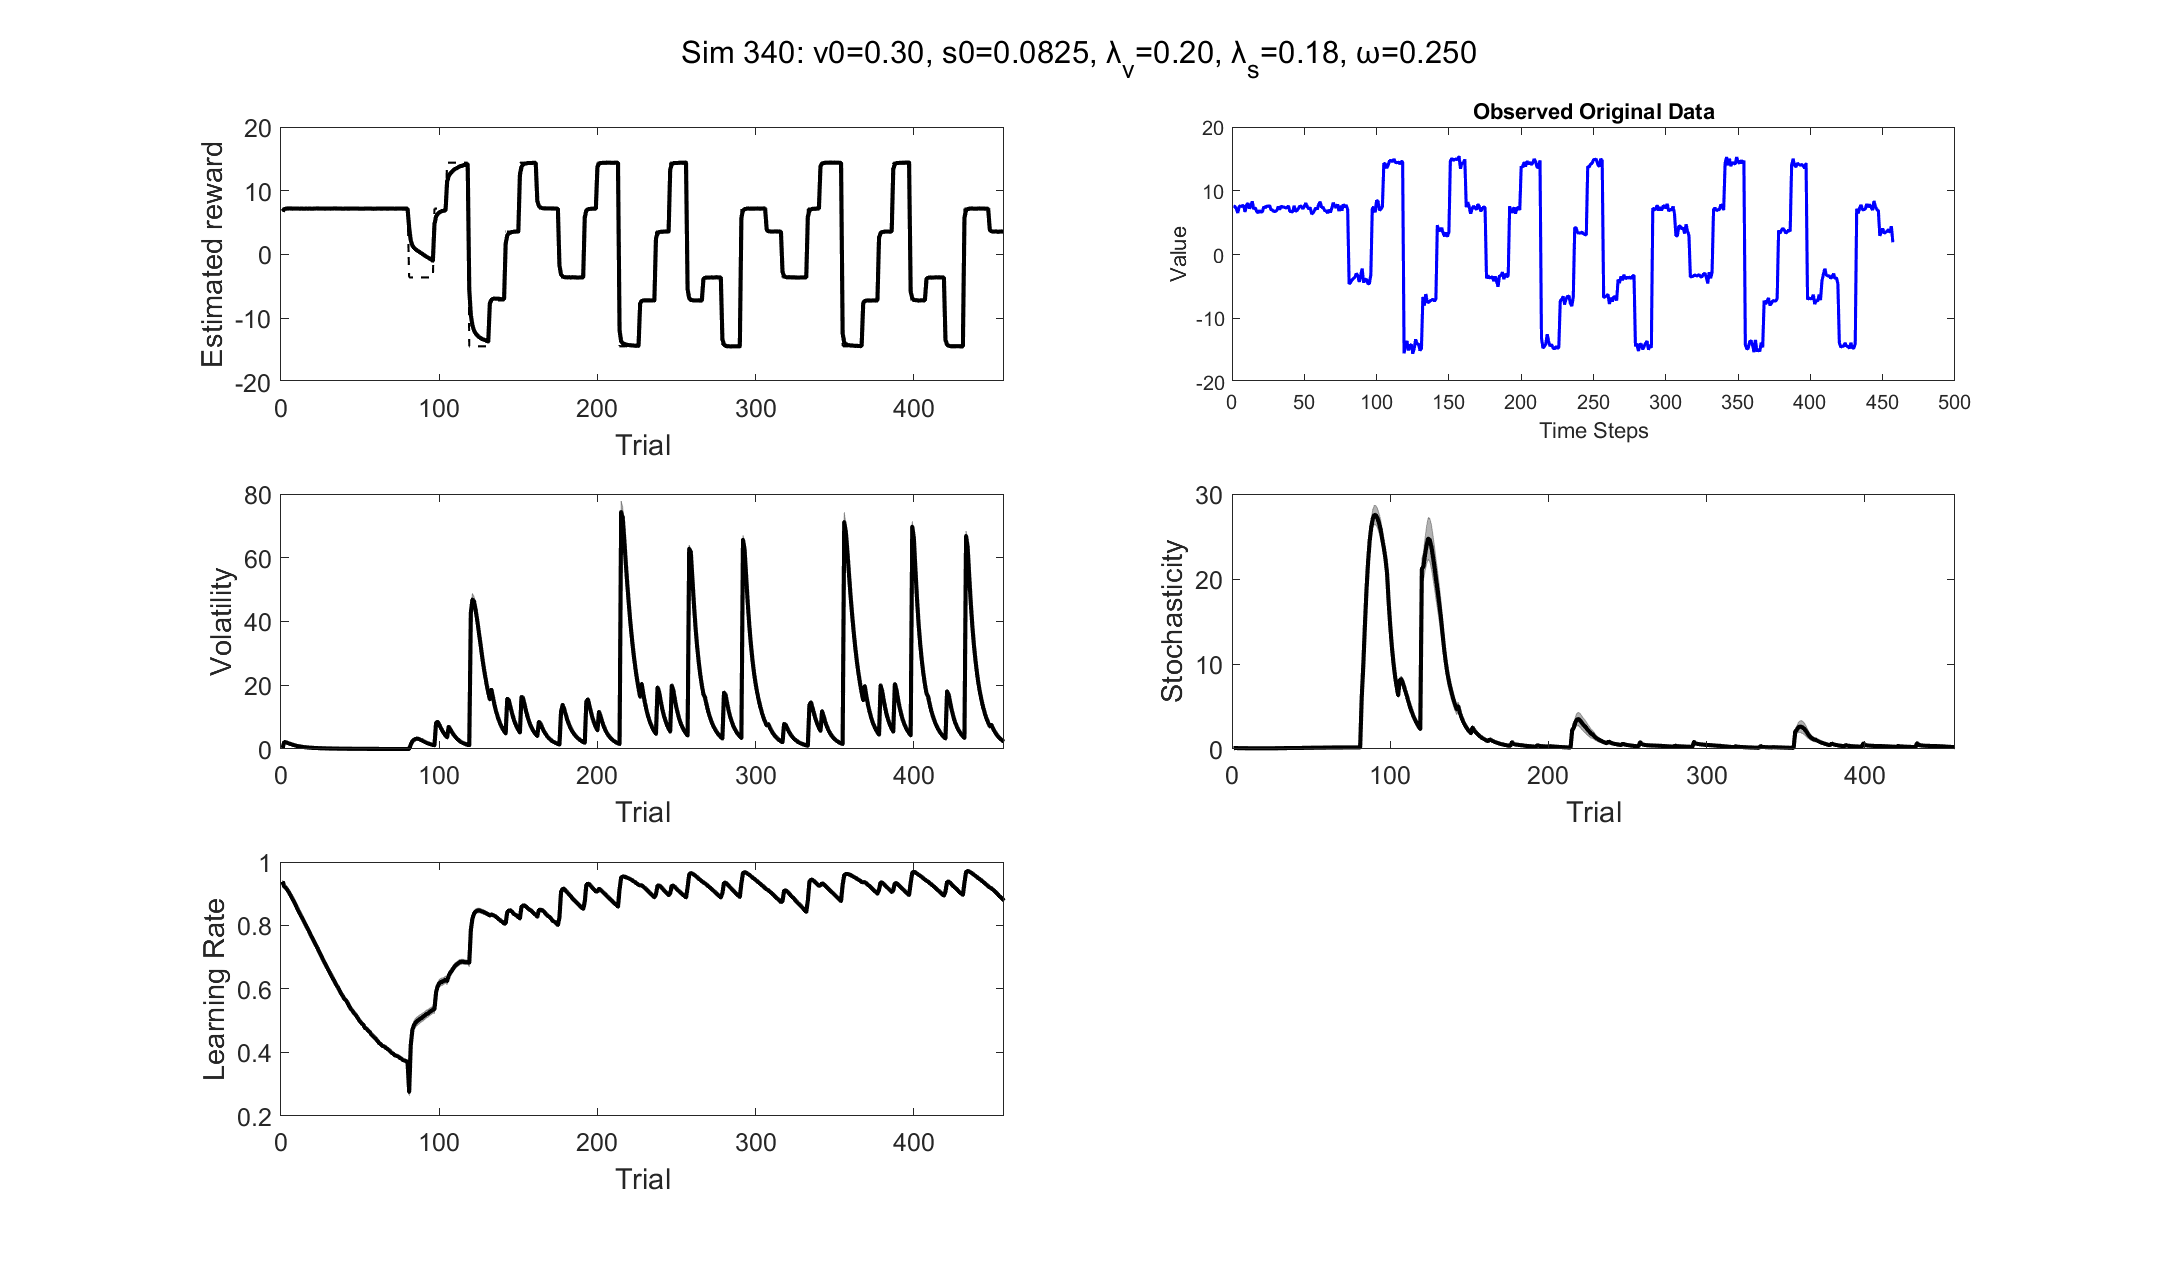 Sim 340: v0=0.30, s0=0.0825, λv=0.20, λs=0.18, ω=0.250
20
10
0
-10
-20
Estimated reward
0 100 200 300 400
Trial
Observed Original Data
20
10
0
-10
-20
Value
0 50 100 150 200 250 300 350 400 450 500
Time Steps
80
60
40
20
0
Volatility
0 100 200 300 400
Trial
30
20
10
0
Stochasticity
0 100 200 300 400
Trial
1
0.8
0.6
0.4
0.2
Learning Rate
0 100 200 300 400
Trial